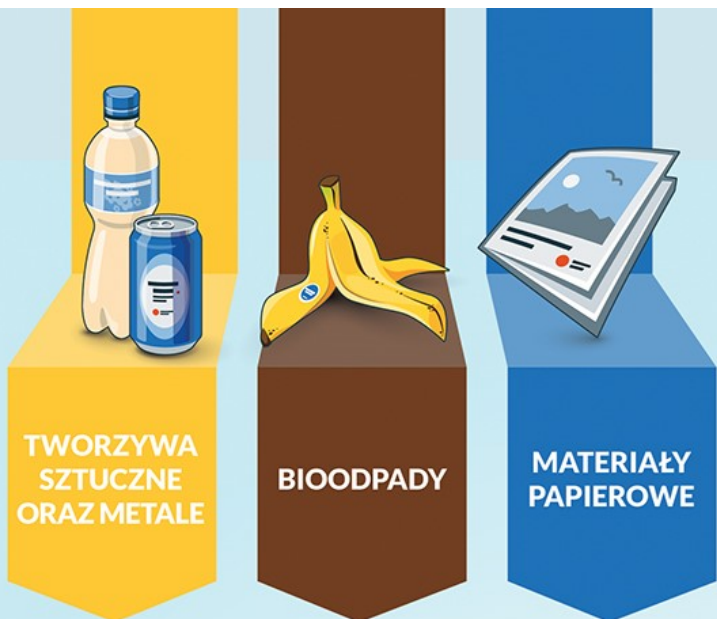 TWORZYWA
SZTUCZNE
ORAZ METALE
BIOODPADY
MATERIAŁY
PAPIEROWE